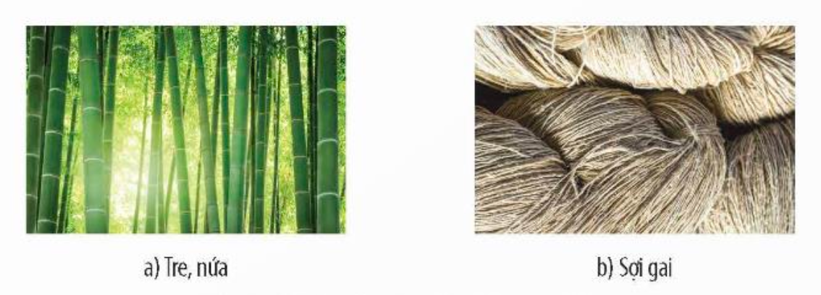 a) Tre, nứa
b) Sợi gai